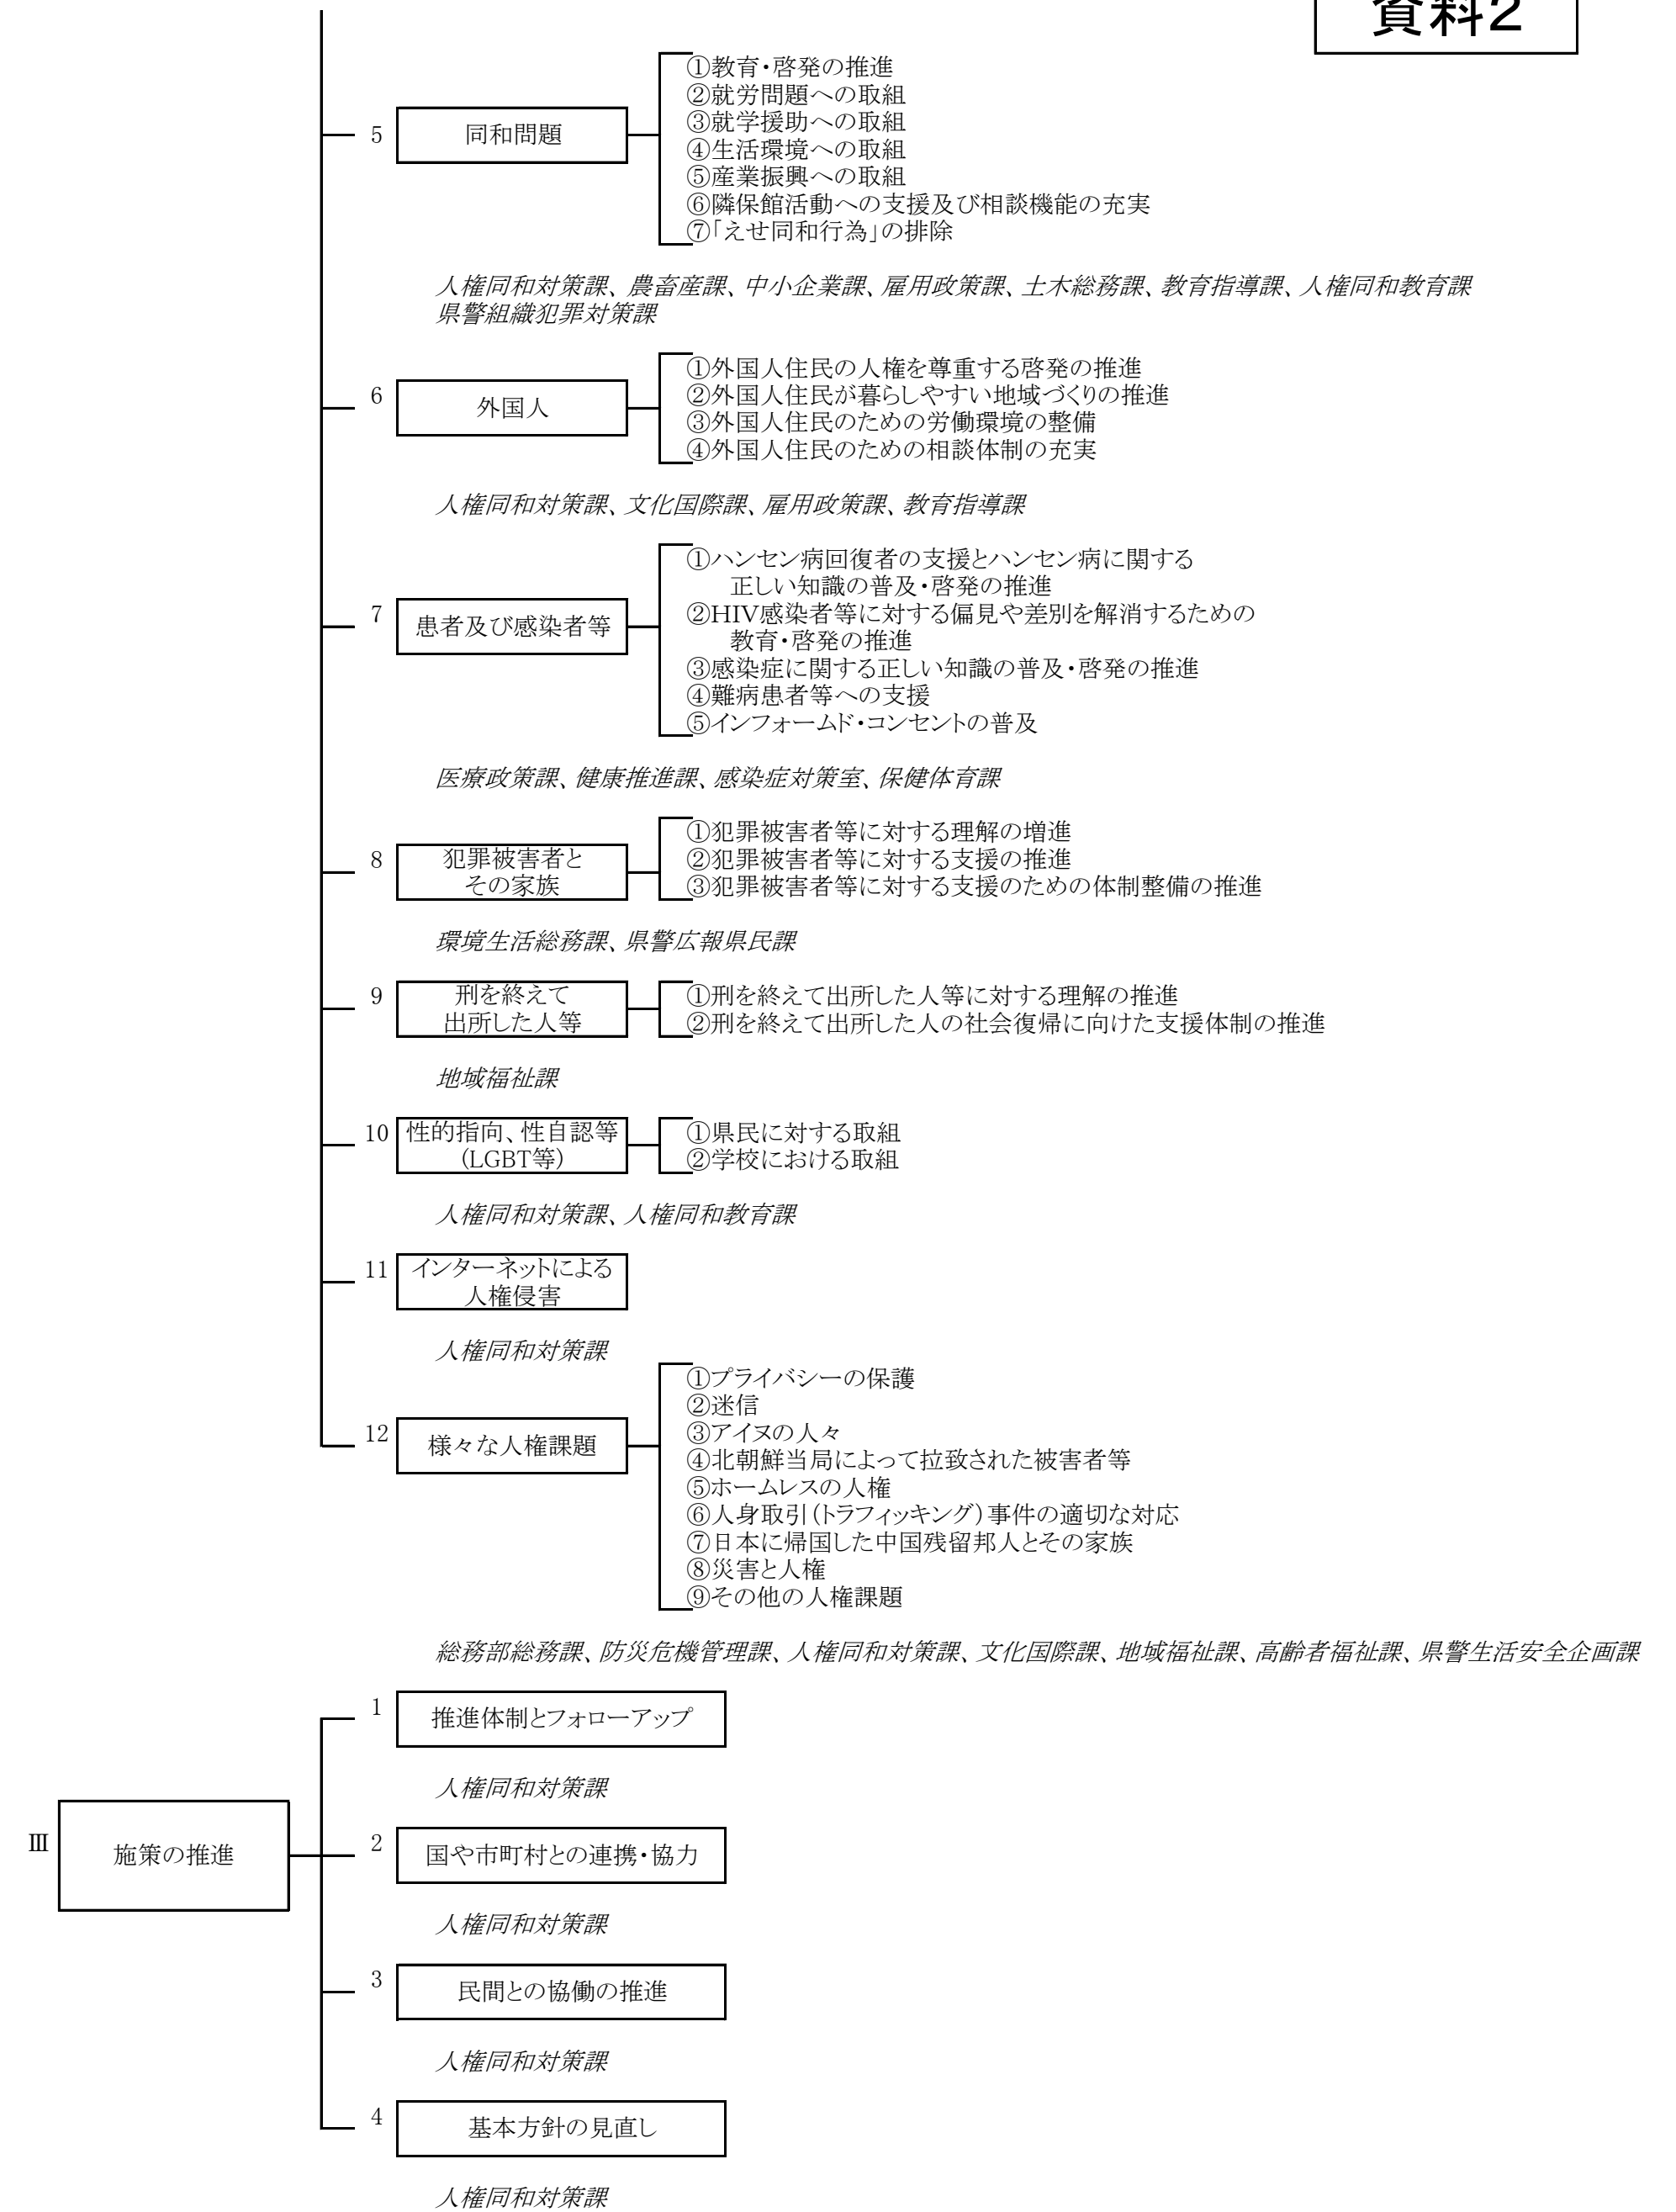 資料2
①教育・啓発の推進
②就労問題への取組
5 同和問題 ③就学援助への取組
④生活環境への取組
⑤産業振興への取組
⑥隣保館活動への支援及び相談機能の充実
⑦「えせ同和行為」の排除
人権同和対策課、農畜産課、中小企業課、雇用政策課、土木総務課、教育指導課、人権同和教育課
県警組織犯罪対策課
①外国人住民の人権を尊重する啓発の推進
6 外国人 ②外国人住民が暮らしやすい地域づくりの推進
③外国人住民のための労働環境の整備
④外国人住民のための相談体制の充実
人権同和対策課、文化国際課、雇用政策課、教育指導課
①ハンセン病回復者の支援とハンセン病に関する
正しい知識の普及・啓発の推進
7 患者及び感染者等 ②HIV感染者等に対する偏見や差別を解消するための
教育・啓発の推進
③感染症に関する正しい知識の普及・啓発の推進
④難病患者等への支援
⑤インフォームド・コンセントの普及
医療政策課、健康推進課、感染症対策室、保健体育課
①犯罪被害者等に対する理解の増進
8 犯罪被害者と ②犯罪被害者等に対する支援の推進
その家族 ③犯罪被害者等に対する支援のための体制整備の推進
環境生活総務課、県警広報県民課
9 刑を終えて ①刑を終えて出所した人等に対する理解の推進
出所した人等 ②刑を終えて出所した人の社会復帰に向けた支援体制の推進
地域福祉課
10 性的指向、性自認等 ①県民に対する取組
(LGBT等) ②学校における取組
人権同和対策課、人権同和教育課
11 インターネットによる
人権侵害
人権同和対策課
①プライバシーの保護
②迷信
12 様々な人権課題 ③アイヌの人々
④北朝鮮当局によって拉致された被害者等
⑤ホームレスの人権
⑥人身取引(トラフィッキング)事件の適切な対応
⑦日本に帰国した中国残留邦人とその家族
⑧災害と人権
⑨その他の人権課題
総務部総務課、防災危機管理課、人権同和対策課、文化国際課、地域福祉課、高齢者福祉課、県警生活安全企画課
1 推進体制とフォローアップ
人権同和対策課
Ⅲ 施策の推進 2 国や市町村との連携・協力
人権同和対策課
3 民間との協働の推進
人権同和対策課
4 基本方針の見直し
人権同和対策課